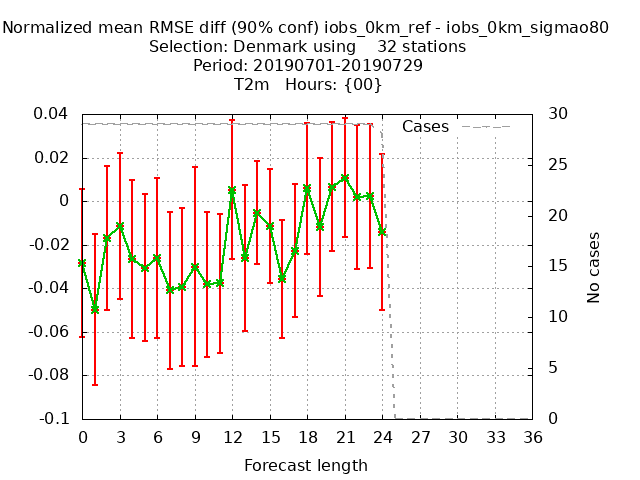 Normalized mean RMSE diff (90% conf) iobs_0km_ref - iobs_0km_sigmao80
Selection: Denmark using    32 stations
Period: 20190701-20190729
T2m   Hours: {00}
Cases
0.04
0.02
0
-0.02
-0.04
-0.06
-0.08
-0.1
30
25
20
15
10
5
0
No cases
0 3 6 9 12 15 18 21 24 27 30 33 36
Forecast length